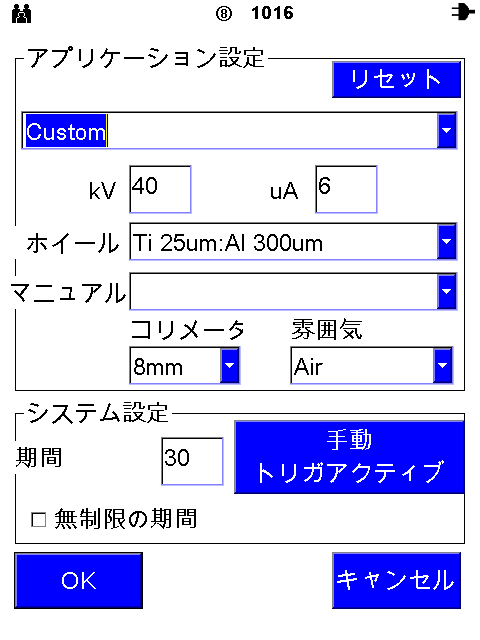 ⑧ 1016
アプリケーション設定
リセット
Custom
kV 40 uA 6
ホイール Ti 25um:Al 300um
マニュアル
コリメータ 雰囲気
8mm Air
システム設定
期間 30
手動
トリガアクティブ
無制限の期間
OK キャンセル